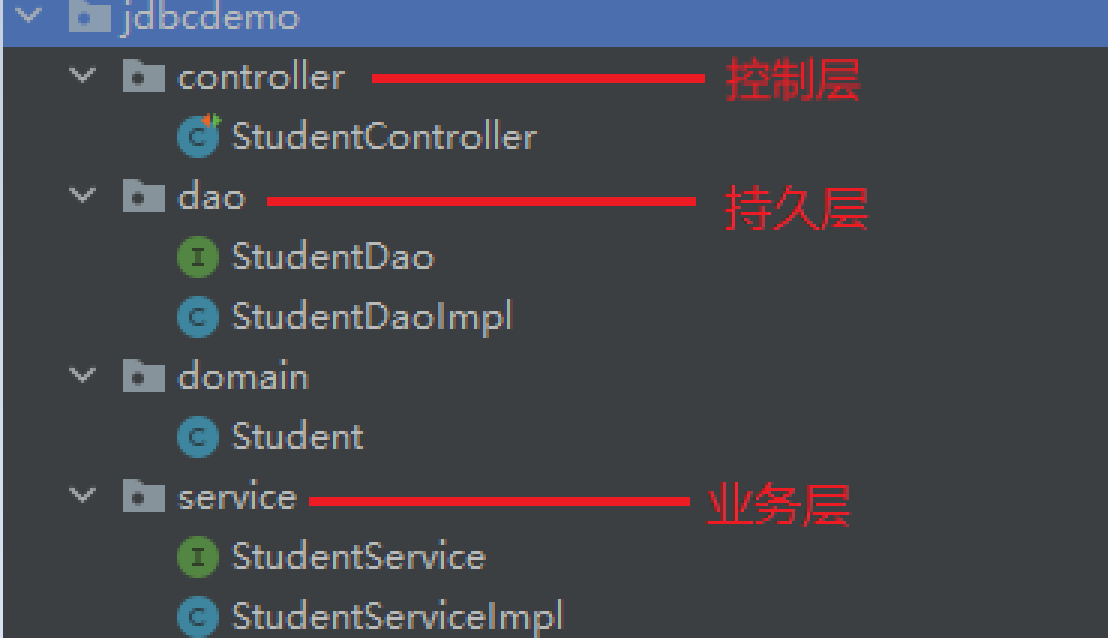 jdbcdemo
controller 控制层
StudentController
dao 持久层
StudentDao
StudentDaoImpl
domain
Student
service 业务层
StudentService
StudentServiceImpl